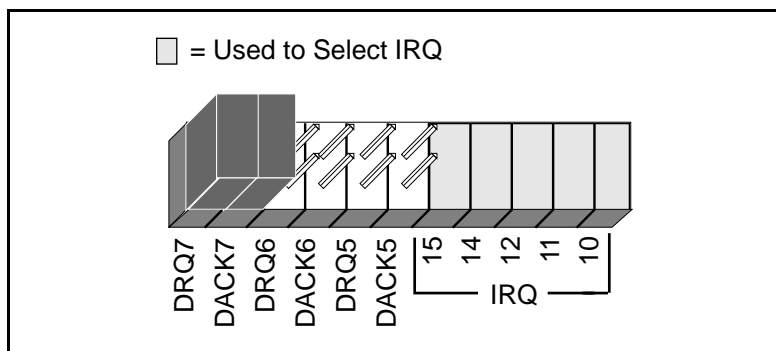 = Used to Select IRQ
DRQ7
DACK7
DRQ6
DACK6
DRQ5
DACK5
15
14
12
11
10
IRQ